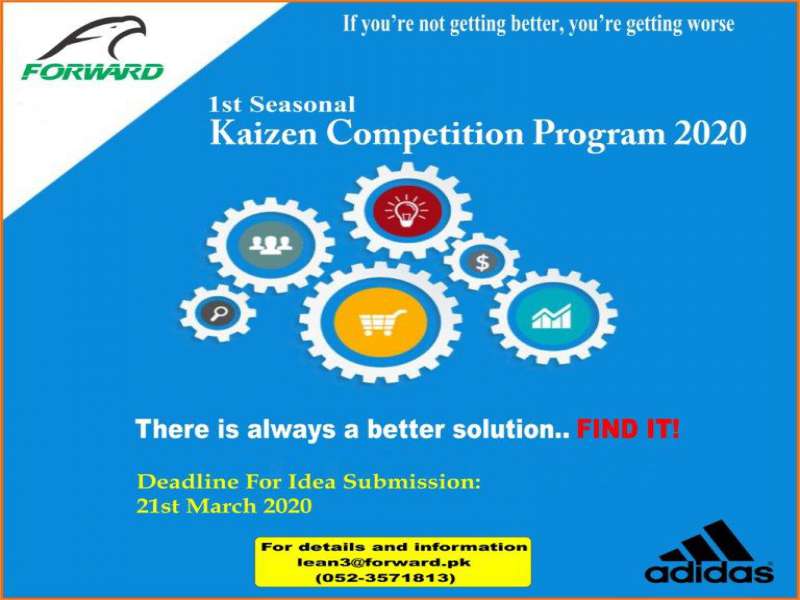 If you're not getting better, you're getting worse
FORWARD
1st Seasonal
Kaizen Competition Program 2020
$
There is always a better solution.. FIND IT!
Deadline For Idea Submission:
21st March 2020
For details and information
lean3@forward.pk
(052-3571813)
adidas